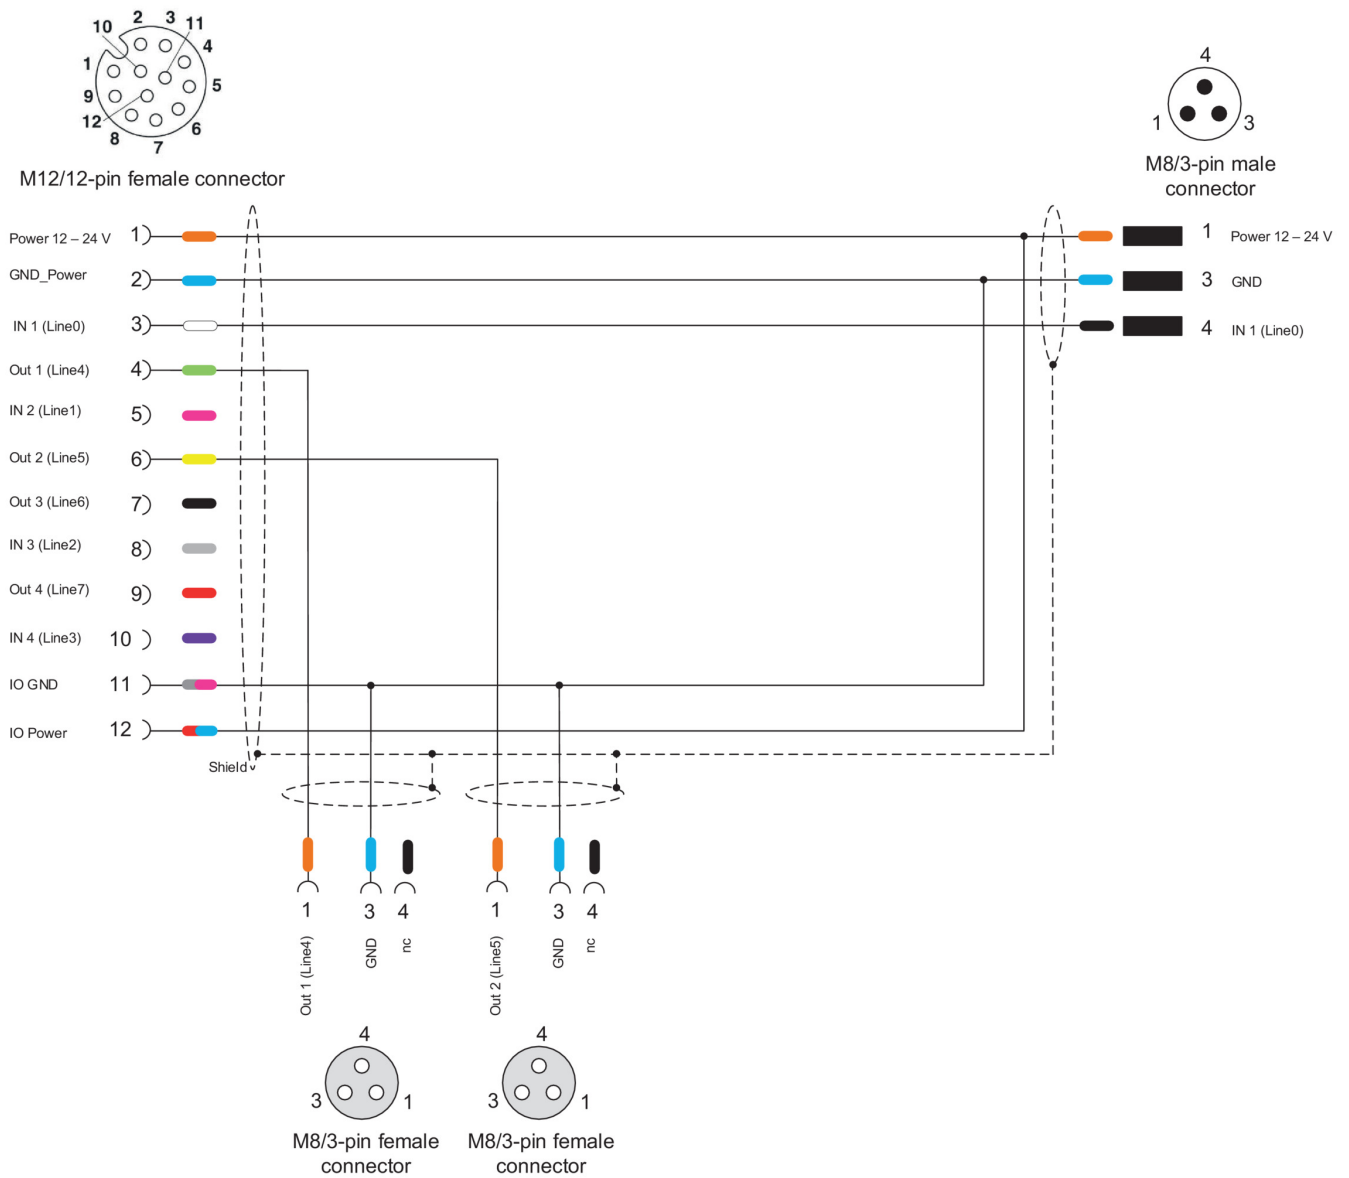 10
2
3
11
4
1
5
9
12
6
8
7
M12/12-pin female connector
4
1
3
M8/3-pin male
connector
Power 12 – 24 V 1
1 Power 12 – 24 V
GND_Power 2
3 GND
IN 1 (Line0) 3
4 IN 1 (Line0)
Out 1 (Line4) 4
IN 2 (Line1) 5
Out 2 (Line5) 6
Out 3 (Line6) 7
IN 3 (Line2) 8
Out 4 (Line7) 9
IN 4 (Line3) 10
IO GND 11
IO Power 12
Shield
1
3
4
1
3
4
Out 1 (Line4)
GND
nc
Out 2 (Line5)
GND
nc
4
3
1
M8/3-pin female
connector
4
3
1
M8/3-pin female
connector